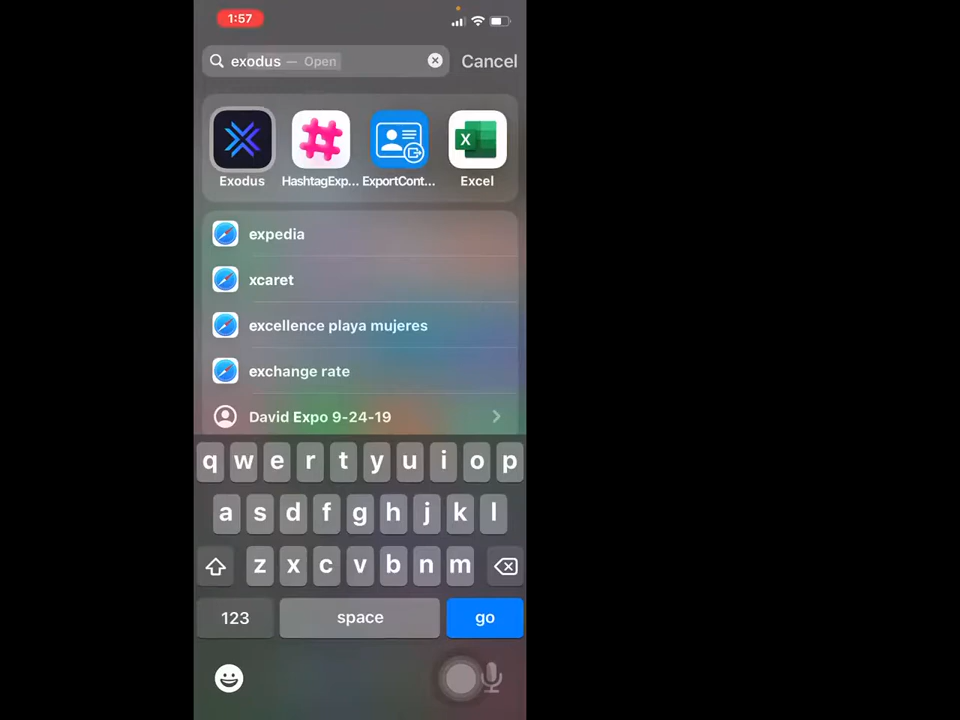 1:57
exodus — Open
Cancel
Exodus
HashtagExp...
ExportCont...
Excel
expedia
xcaret
excellence playa mujeres
exchange rate
David Expo 9-24-19
q w e r t y u i o p
a s d f g h j k l
z x c v b n m
123
space
go